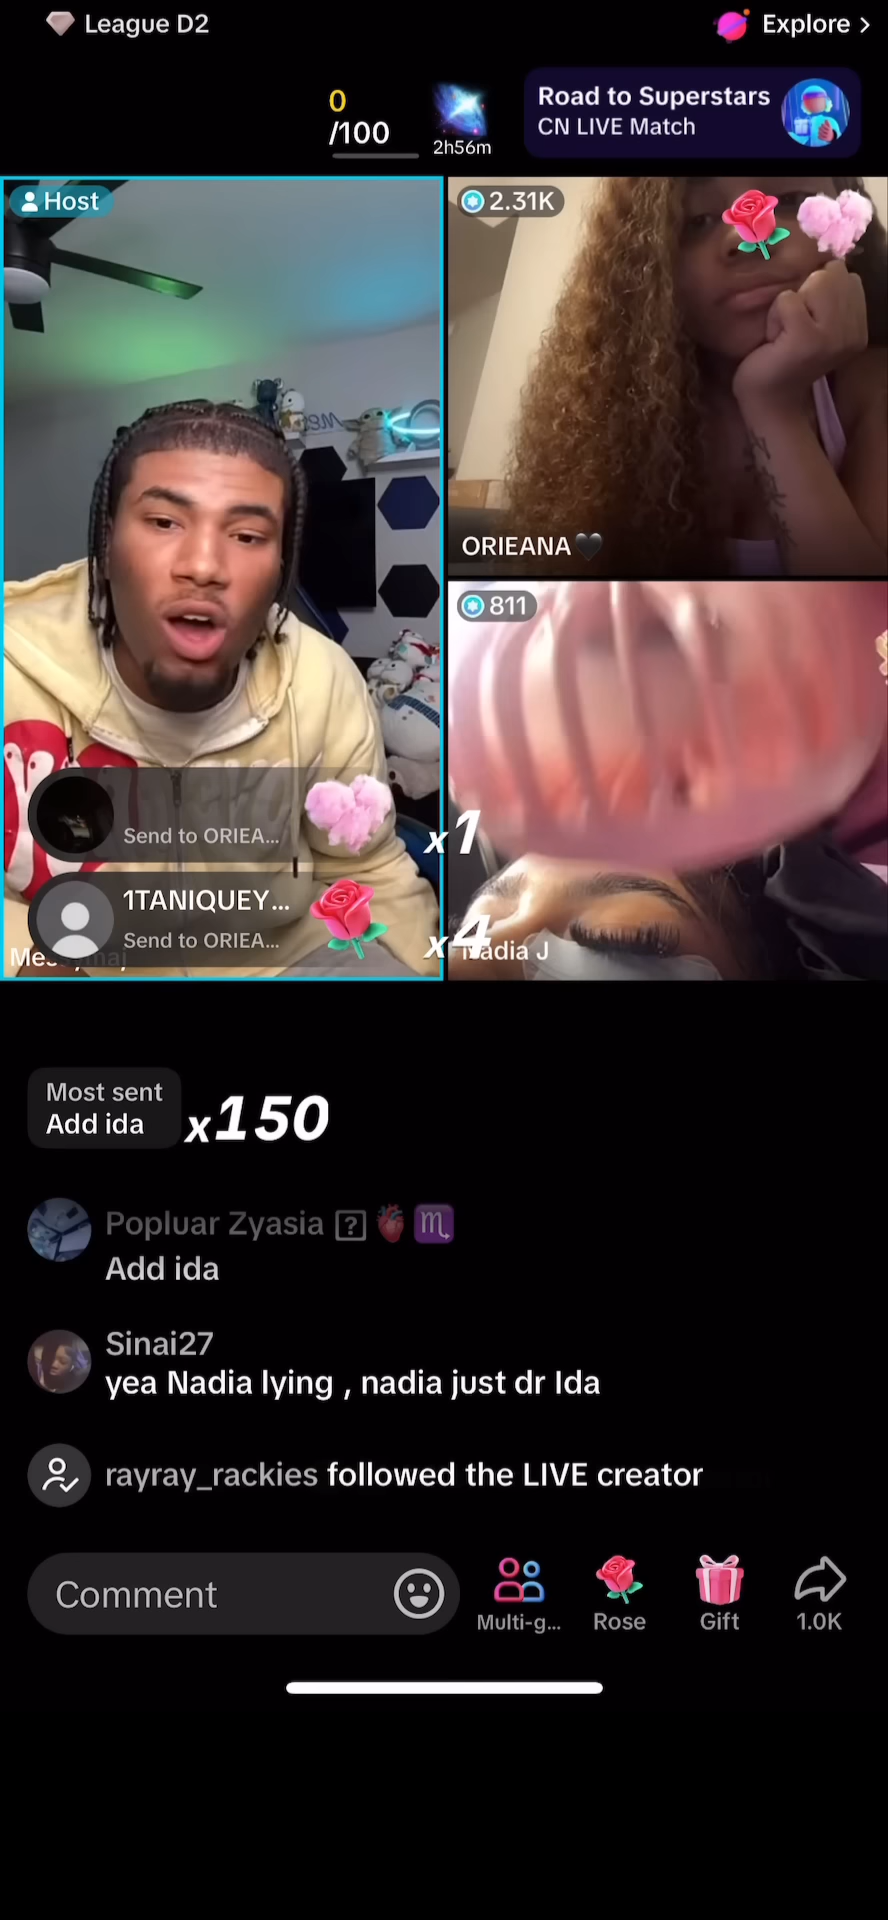 League D2
Explore >
0
/100
2h56m
Road to Superstars
CN LIVE Match
Host
2.31K
ORIEANA🖤
811
Send to ORIEA...
x1
1TANIQUEY...
Send to ORIEA...
x4
Nadia J
Most sent
Add ida
x150
Popluar Zyasia ? 🫀 ♏
Add ida
Sinai27
yea Nadia lying , nadia just dr Ida
rayray_rackies followed the LIVE creator
Comment
Multi-g...
Rose
Gift
1.0K